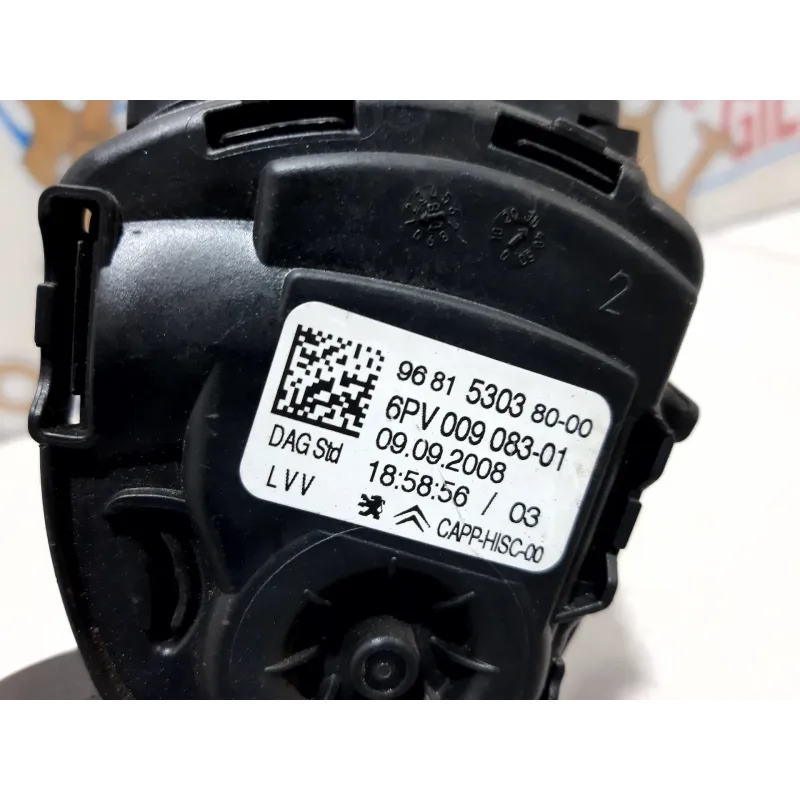 2
96 81 5303 80-00
6PV 009 083-01
DAG Std 09.09.2008
LVV 18:58:56 / 03
CAPP-HISC-00